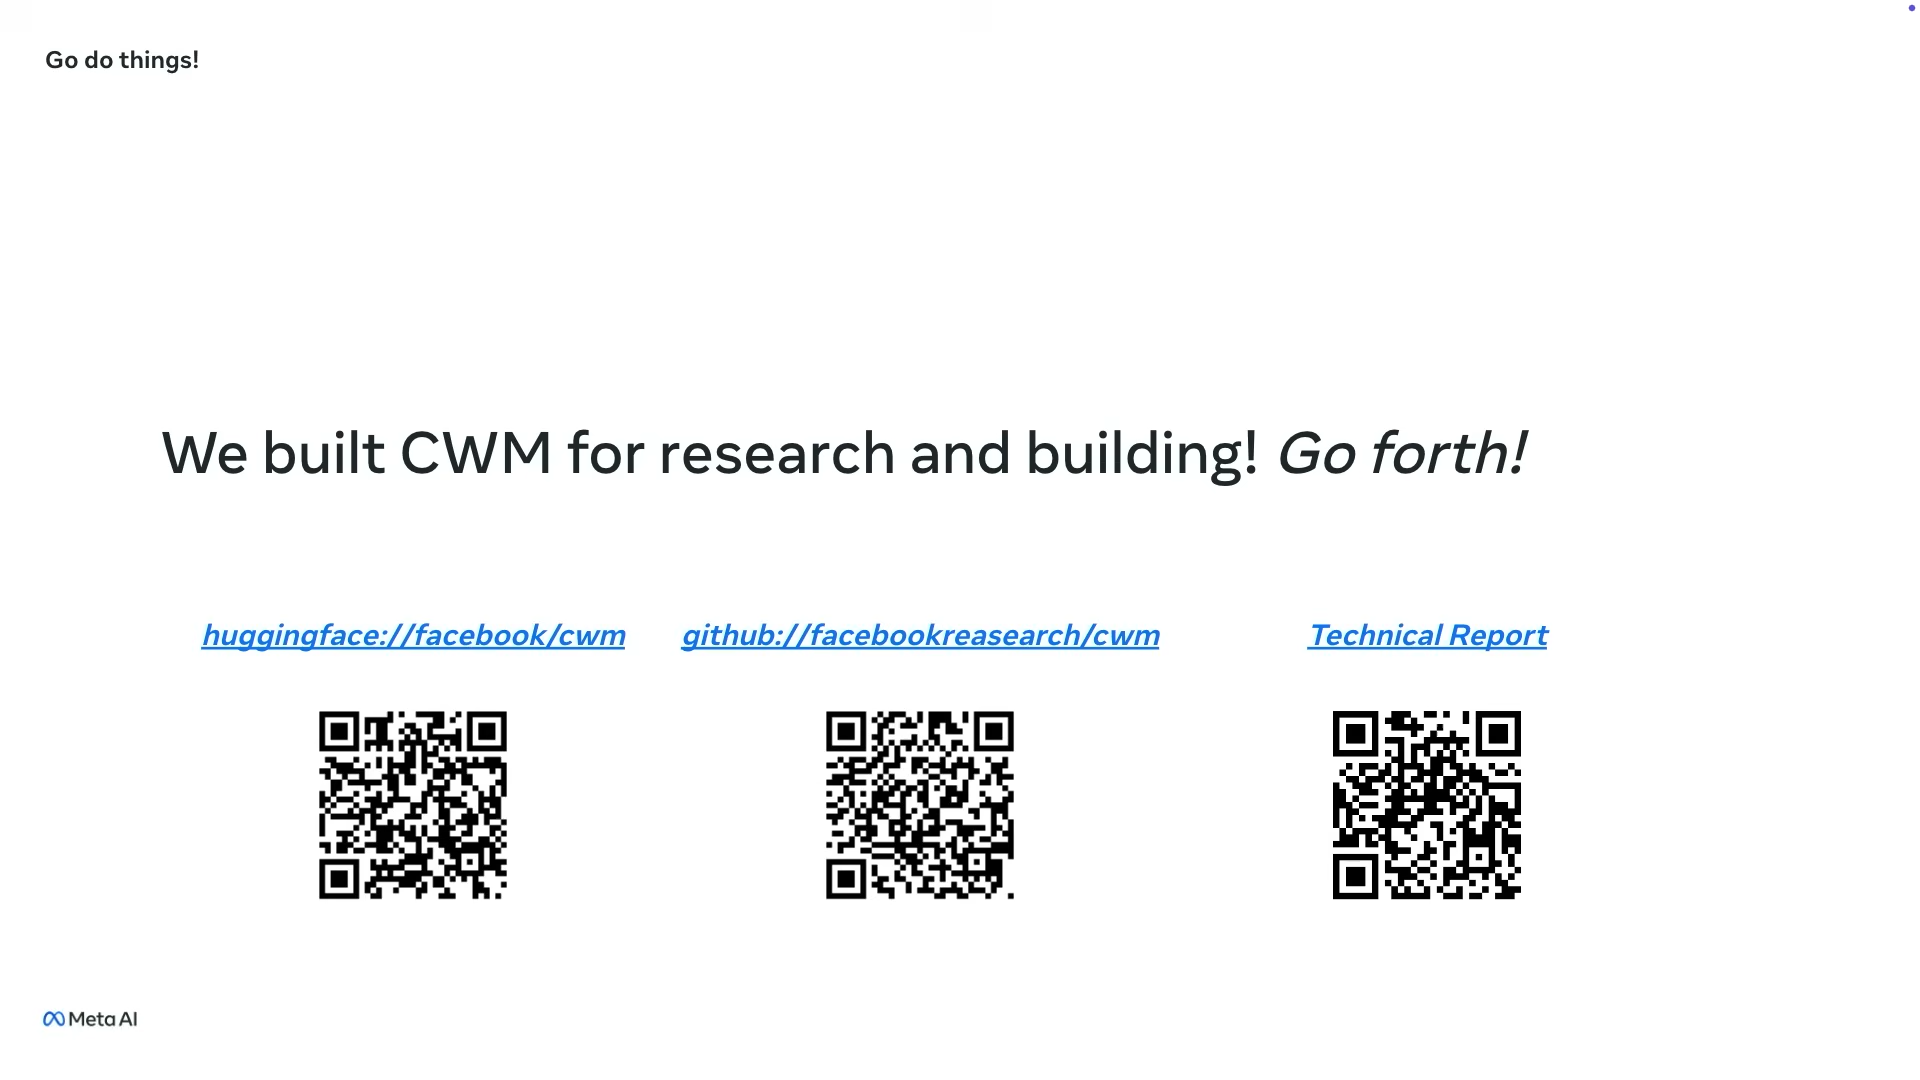 Go do things!
We built CWM for research and building! Go forth!
huggingface://facebook/cwm
github://facebookreasearch/cwm
Technical Report
Meta AI